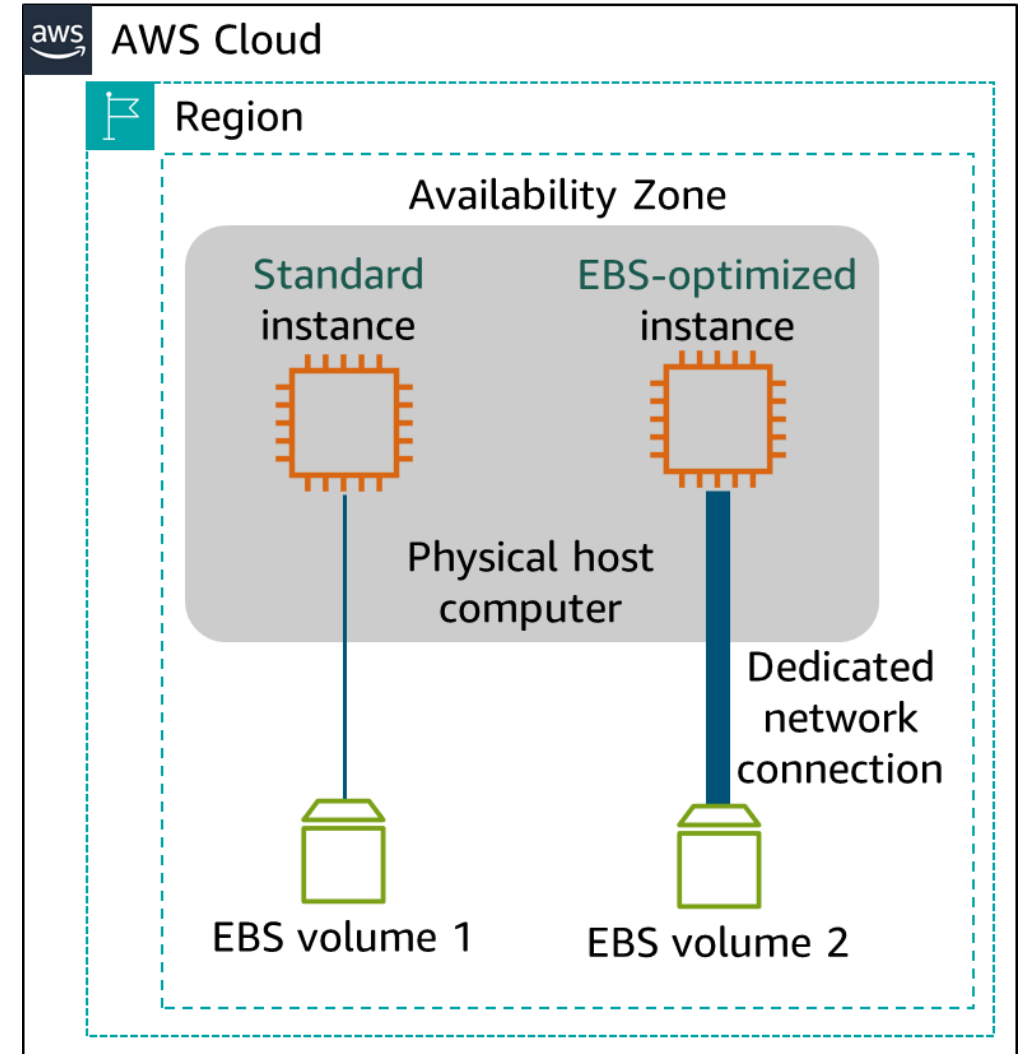 aws
AWS Cloud
Region
Availability Zone
Standard
instance
EBS-optimized
instance
Physical host
computer
Dedicated
network
connection
EBS volume 1
EBS volume 2